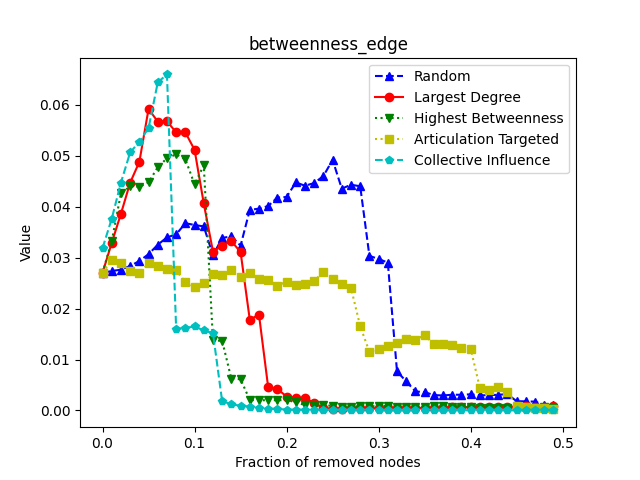 betweenness_edge
Random
Largest Degree
Highest Betweenness
Articulation Targeted
Collective Influence
Value
0.06
0.05
0.04
0.03
0.02
0.01
0.00
0.0 0.1 0.2 0.3 0.4 0.5
Fraction of removed nodes